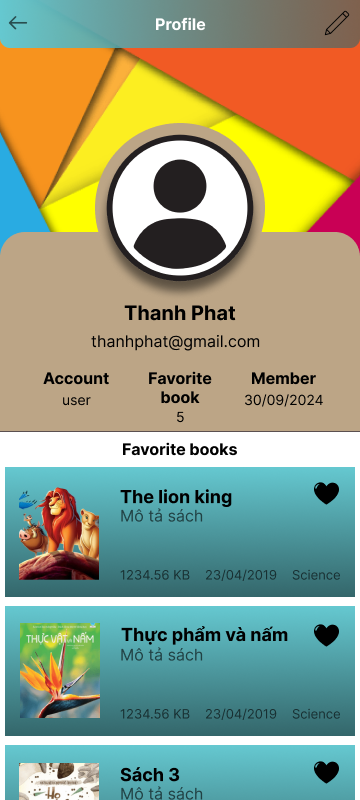 Profile
Thanh Phat
thanhphat@gmail.com
Account
user
Favorite
book
5
Member
30/09/2024
Favorite books
The lion king
Mô tả sách
1234.56 KB 23/04/2019 Science
THỰC VẬT VÀ NẤM
Thực phẩm và nấm
Mô tả sách
1234.56 KB 23/04/2019 Science
Sách 3
Mô tả sách